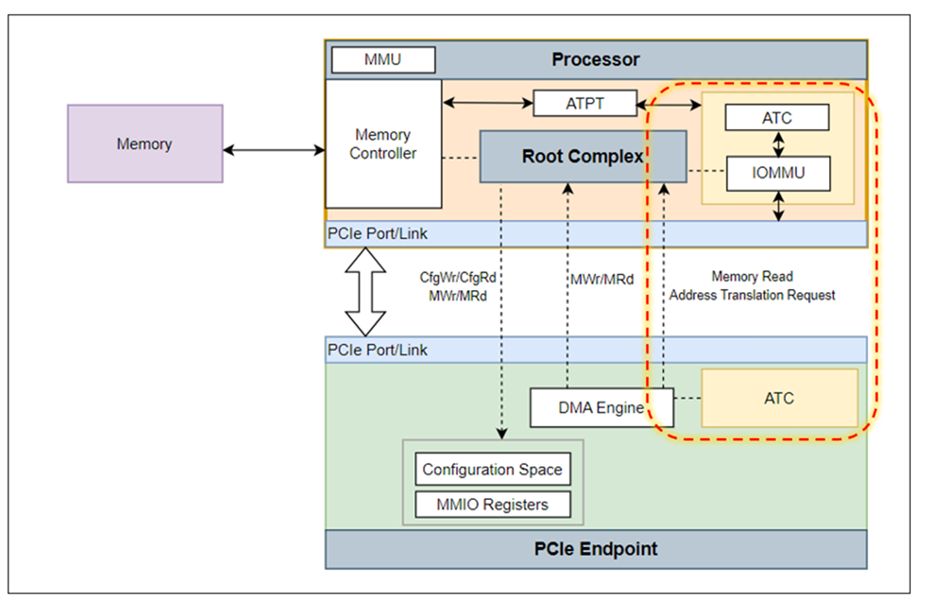 MMU
Processor
ATPT
ATC
Memory
Memory
Controller
Root Complex
IOMMU
PCIe Port/Link
CfgWr/CfgRd
MWr/MRd
MWr/MRd
Memory Read
Address Translation Request
PCIe Port/Link
DMA Engine
ATC
Configuration Space
MMIO Registers
PCIe Endpoint